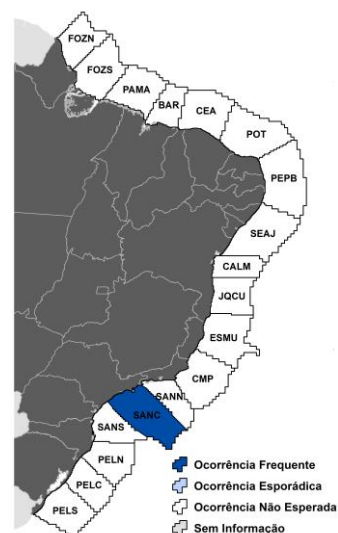 FOZN
FOZS
PAMA
BAR
CEA
POT
PEPB
SEAJ
CALM
JQCU
ESMU
CMP
SANN
SANC
SANS
PELN
PELC
PELS
Ocorrência Frequente
Ocorrência Esporádica
Ocorrência Não Esperada
Sem Informação